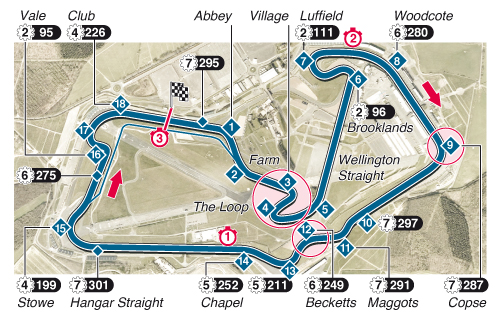 Vale
2 95
Club
4 226
Abbey
Village
Luffield
2 111
2
Woodcote
6 280
7 295
18
17
16
3
1
2
7
6
8
2 96
Brooklands
9
Farm
3
4
5
Wellington
Straight
The Loop
6 275
15
1
12
10
7 297
11
14
13
4 199
Stowe
7 301
Hangar Straight
5 252
Chapel
5 211
6 249
Becketts
7 291
Maggots
7 287
Copse